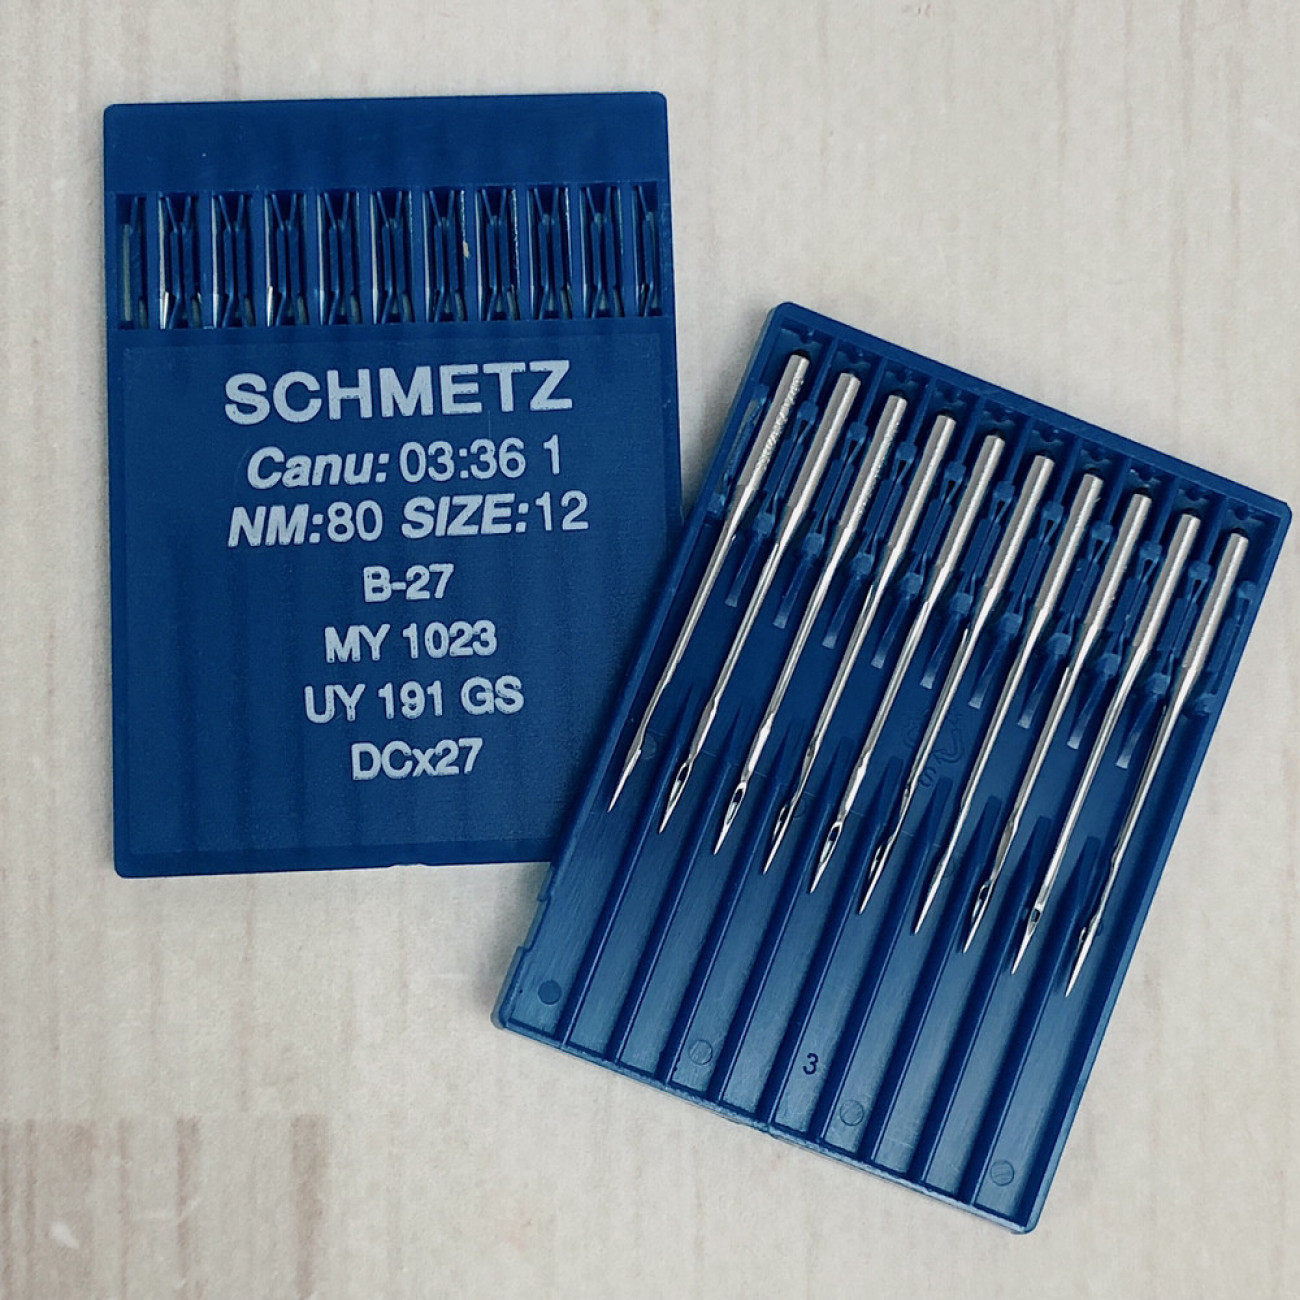 SCHMETZ
Canu: 03:36 1
NM:80 SIZE:12
B-27
MY 1023
UY 191 GS
DCx27
3